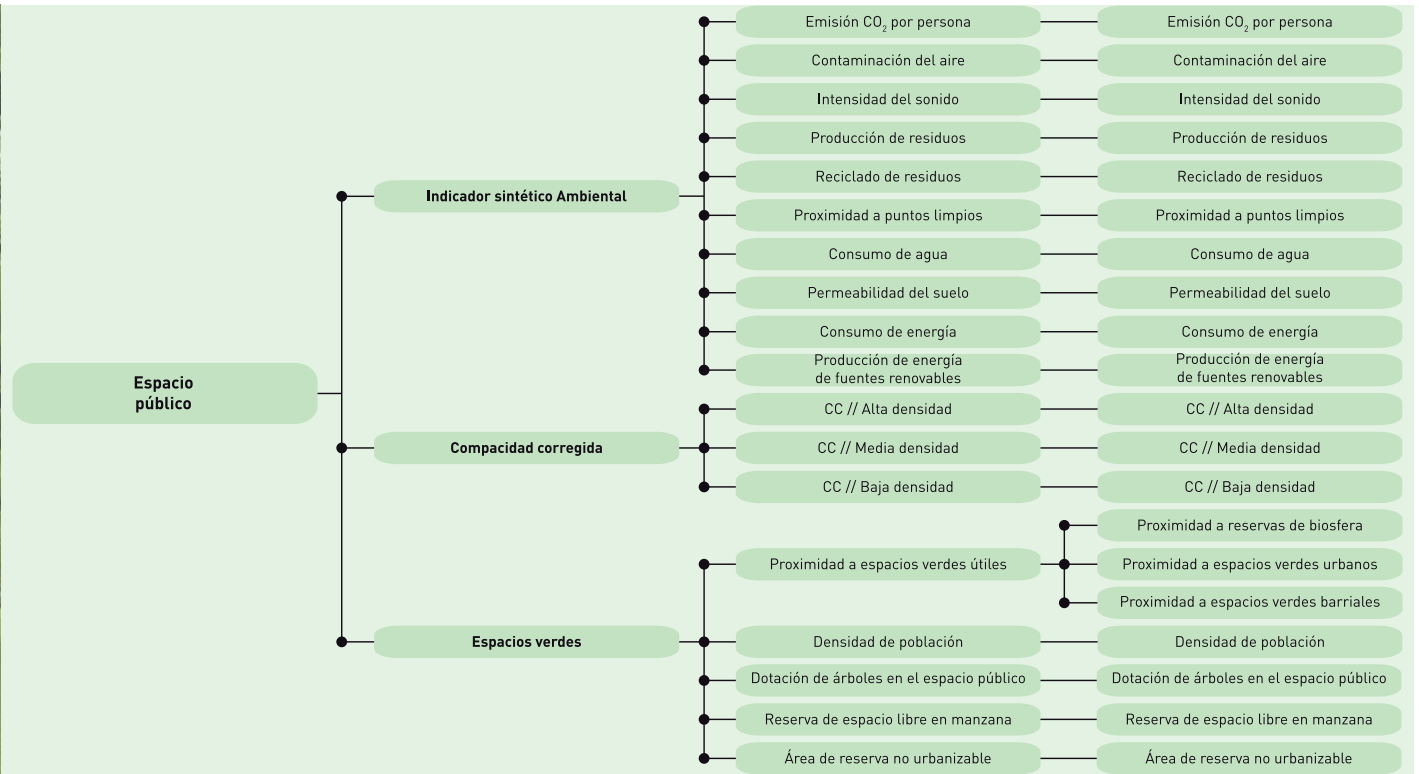 Emisión CO₂ por persona
Emisión CO₂ por persona
Contaminación del aire
Contaminación del aire
Intensidad del sonido
Intensidad del sonido
Producción de residuos
Producción de residuos
Reciclado de residuos
Reciclado de residuos
Indicador sintético Ambiental
Proximidad a puntos limpios
Proximidad a puntos limpios
Consumo de agua
Consumo de agua
Permeabilidad del suelo
Permeabilidad del suelo
Consumo de energía
Consumo de energía
Producción de energía
de fuentes renovables
Producción de energía
de fuentes renovables
Espacio
público
CC // Alta densidad
CC // Alta densidad
Compacidad corregida
CC // Media densidad
CC // Media densidad
CC // Baja densidad
CC // Baja densidad
Proximidad a reservas de biosfera
Proximidad a espacios verdes útiles
Proximidad a espacios verdes urbanos
Proximidad a espacios verdes barriales
Espacios verdes
Densidad de población
Densidad de población
Dotación de árboles en el espacio público
Dotación de árboles en el espacio público
Reserva de espacio libre en manzana
Reserva de espacio libre en manzana
Área de reserva no urbanizable
Área de reserva no urbanizable